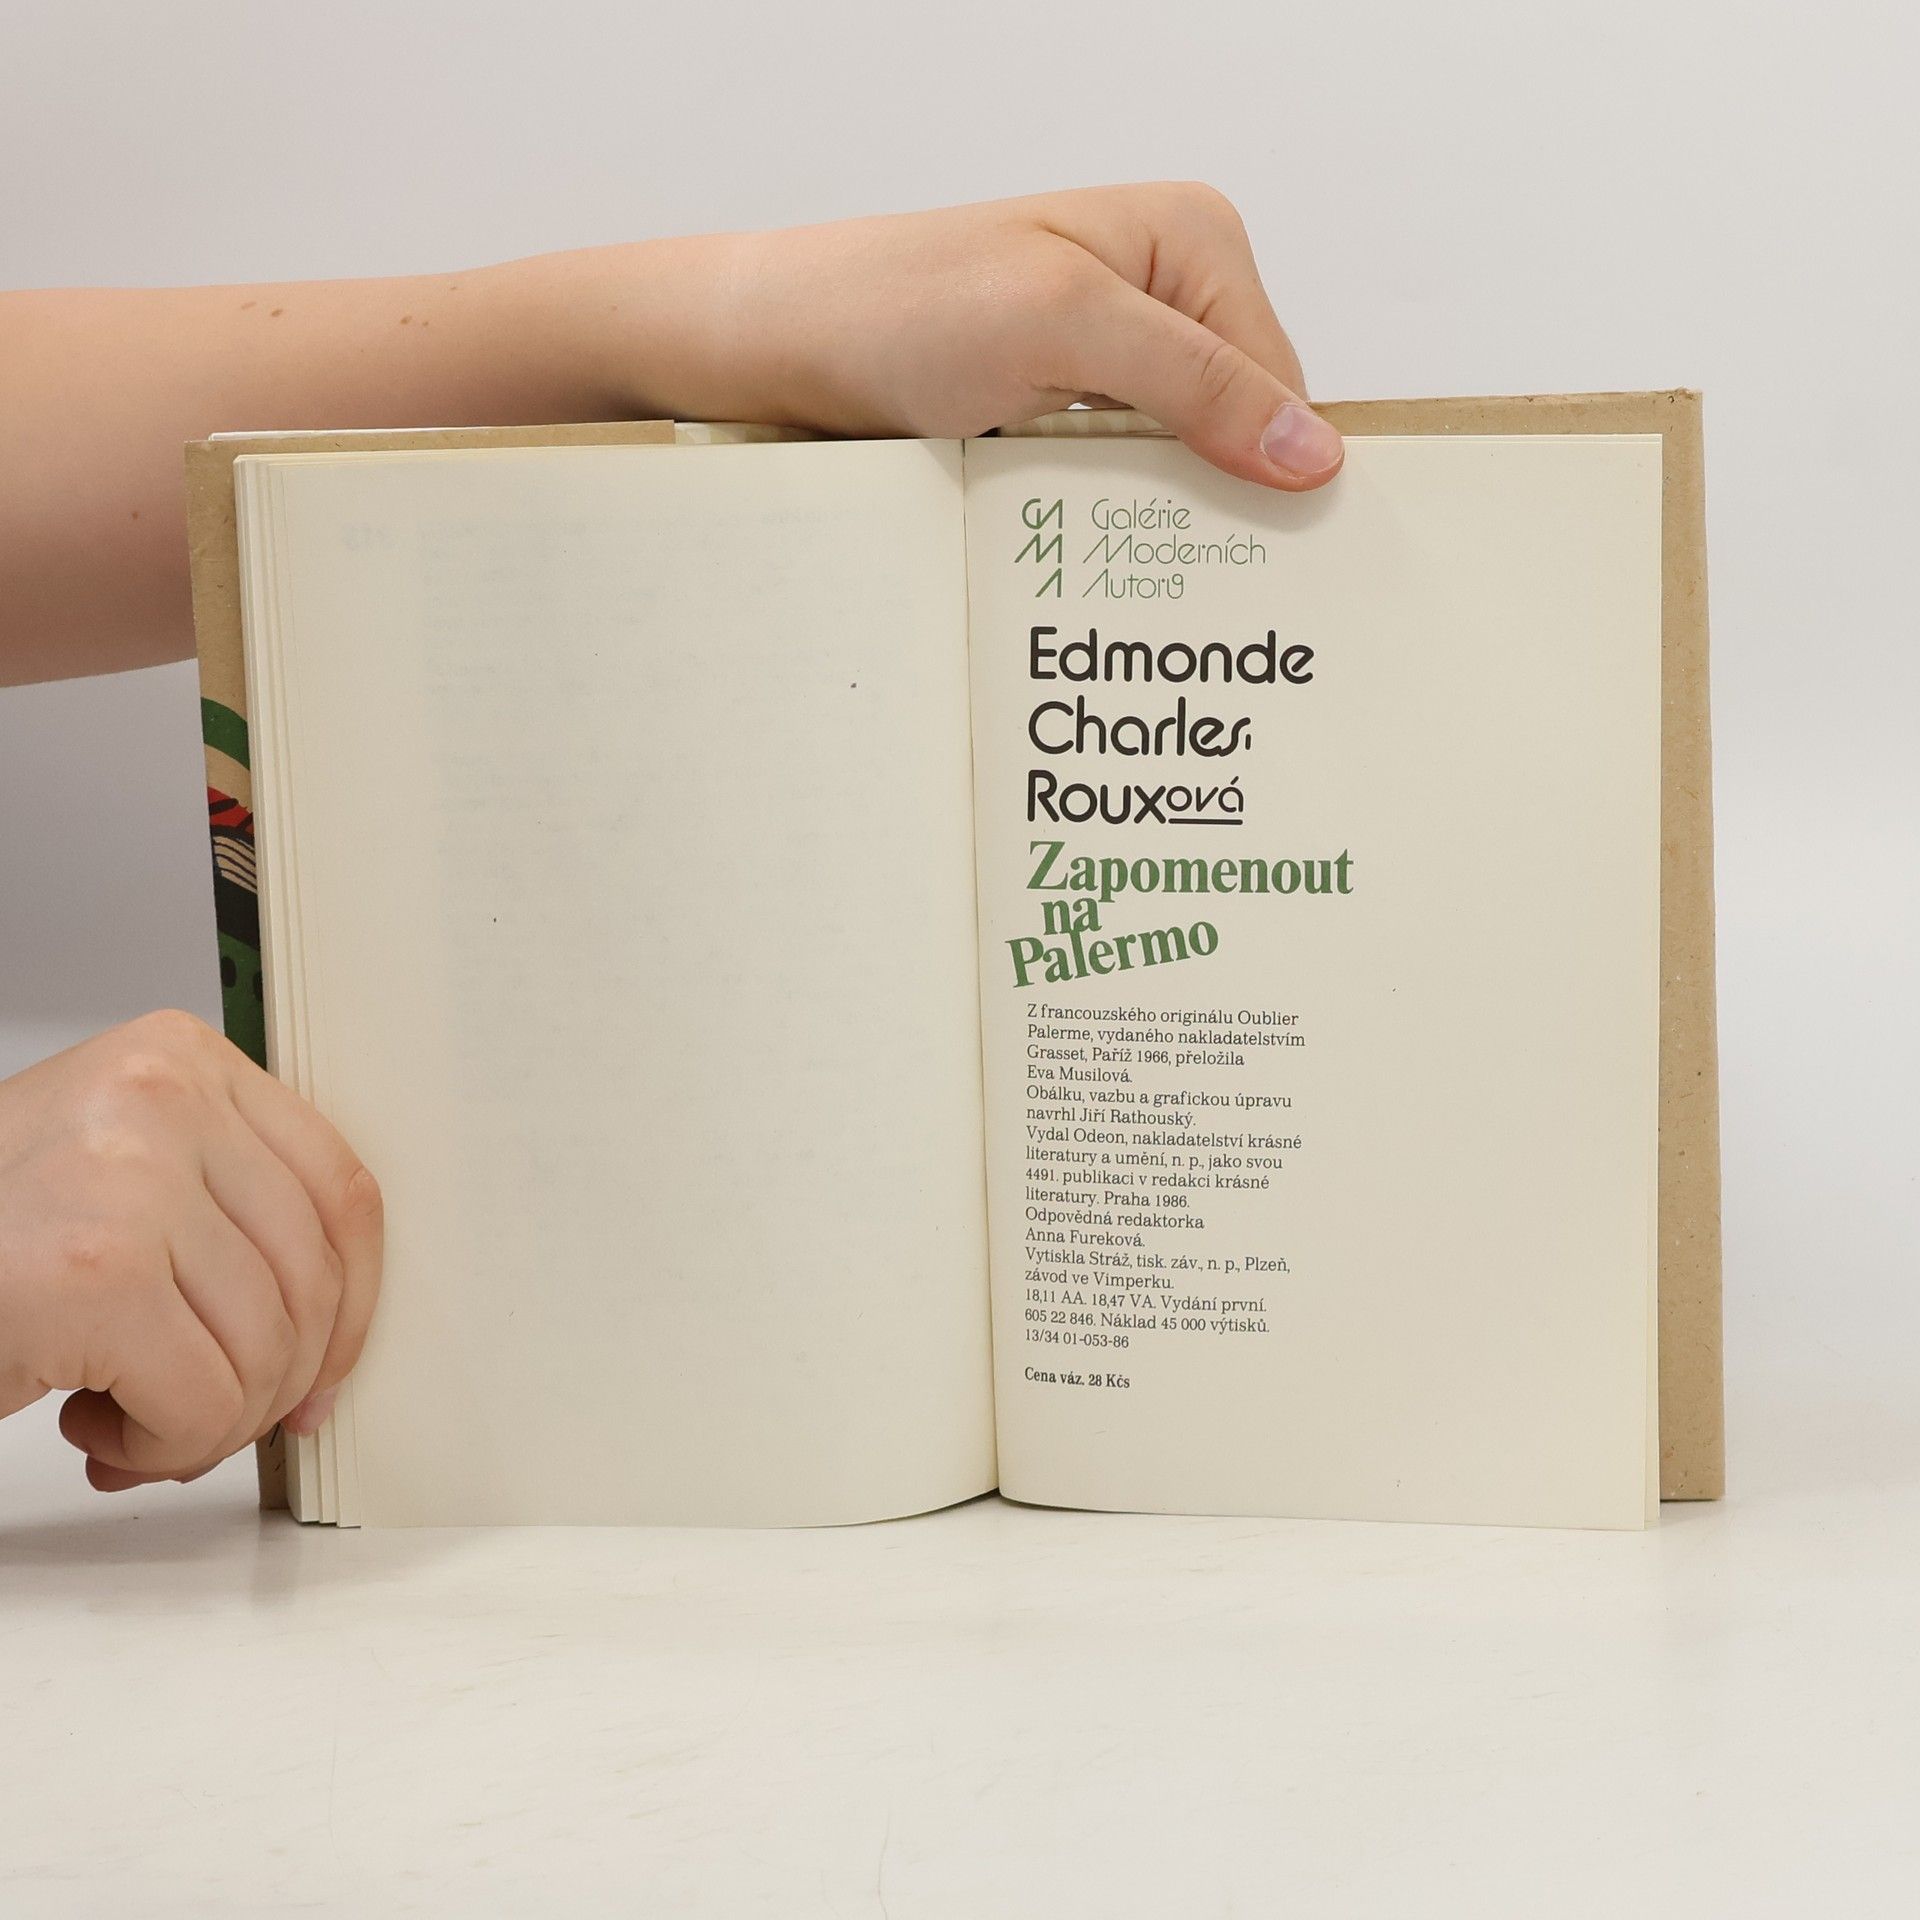 GM Galérie
M Moderních
A Autorů
Edmonde
Charles-
Rouxová
Zapomenout
na
Palermo
Z francouzského originálu Oublier
Palerme, vydaného nakladatelstvím
Grasset, Paříž 1966, přeložila
Eva Musilová.
Obálku, vazbu a grafickou úpravu
navrhl Jiří Rathouský.
Vydal Odeon, nakladatelství krásné
literatury a umění, n. p., jako svou
4491. publikaci v redakci krásné
literatury. Praha 1986.
Odpovědná redaktorka
Anna Fureková.
Vytiskla Stráž, tisk. záv., n. p., Plzeň,
závod ve Vimperku.
18,11 AA. 18,47 VA. Vydání první.
605 22 846. Náklad 45 000 výtisků.
13/34 01-053-86
Cena váz. 28 Kčs